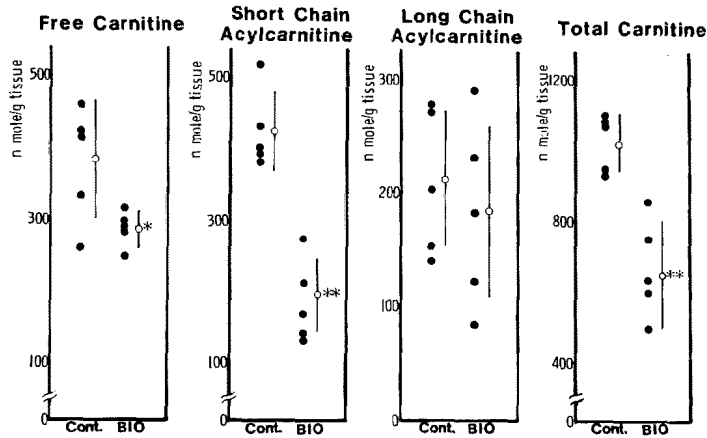 Free Carnitine
n mole/g tissue
500
300
100
0
*
Cont. BIO
Short Chain
Acylcarnitine
n mole/g tissue
500
300
100
0
**
Cont. BIO
Long Chain
Acylcarnitine
n mole/g tissue
300
200
100
0
Cont. BIO
Total Carnitine
n mole/g tissue
1200
800
400
0
**
Cont. BIO